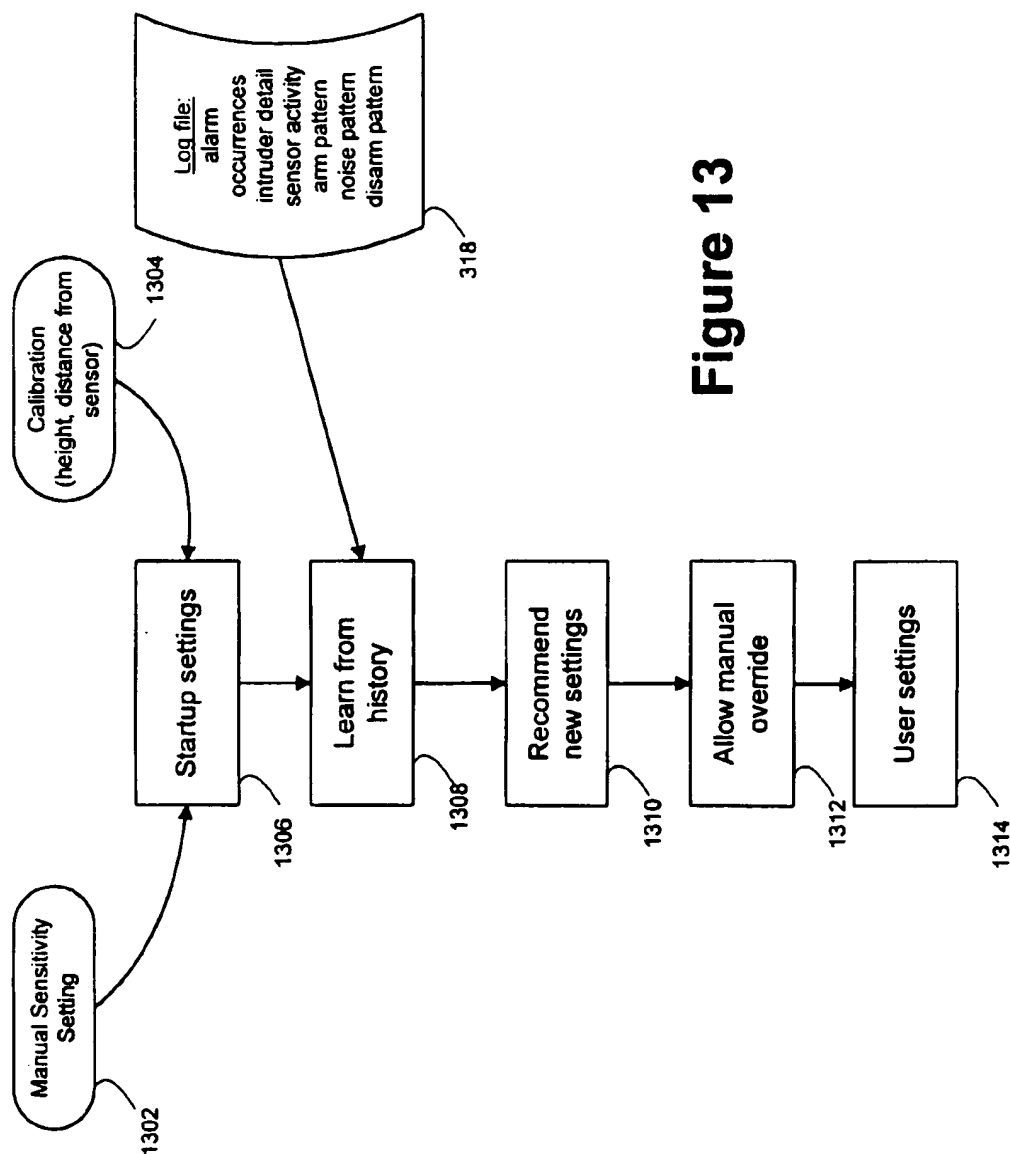 Manual Sensitivity
Setting
1302
Calibration
(height, distance from
sensor)
1304
Startup settings
1306
Log file:
alarm
occurrences
intruder detail
sensor activity
arm pattern
noise pattern
disarm pattern
318
Learn from
history
1308
Recommend
new settings
1310
Allow manual
override
1312
User settings
1314
Figure 13